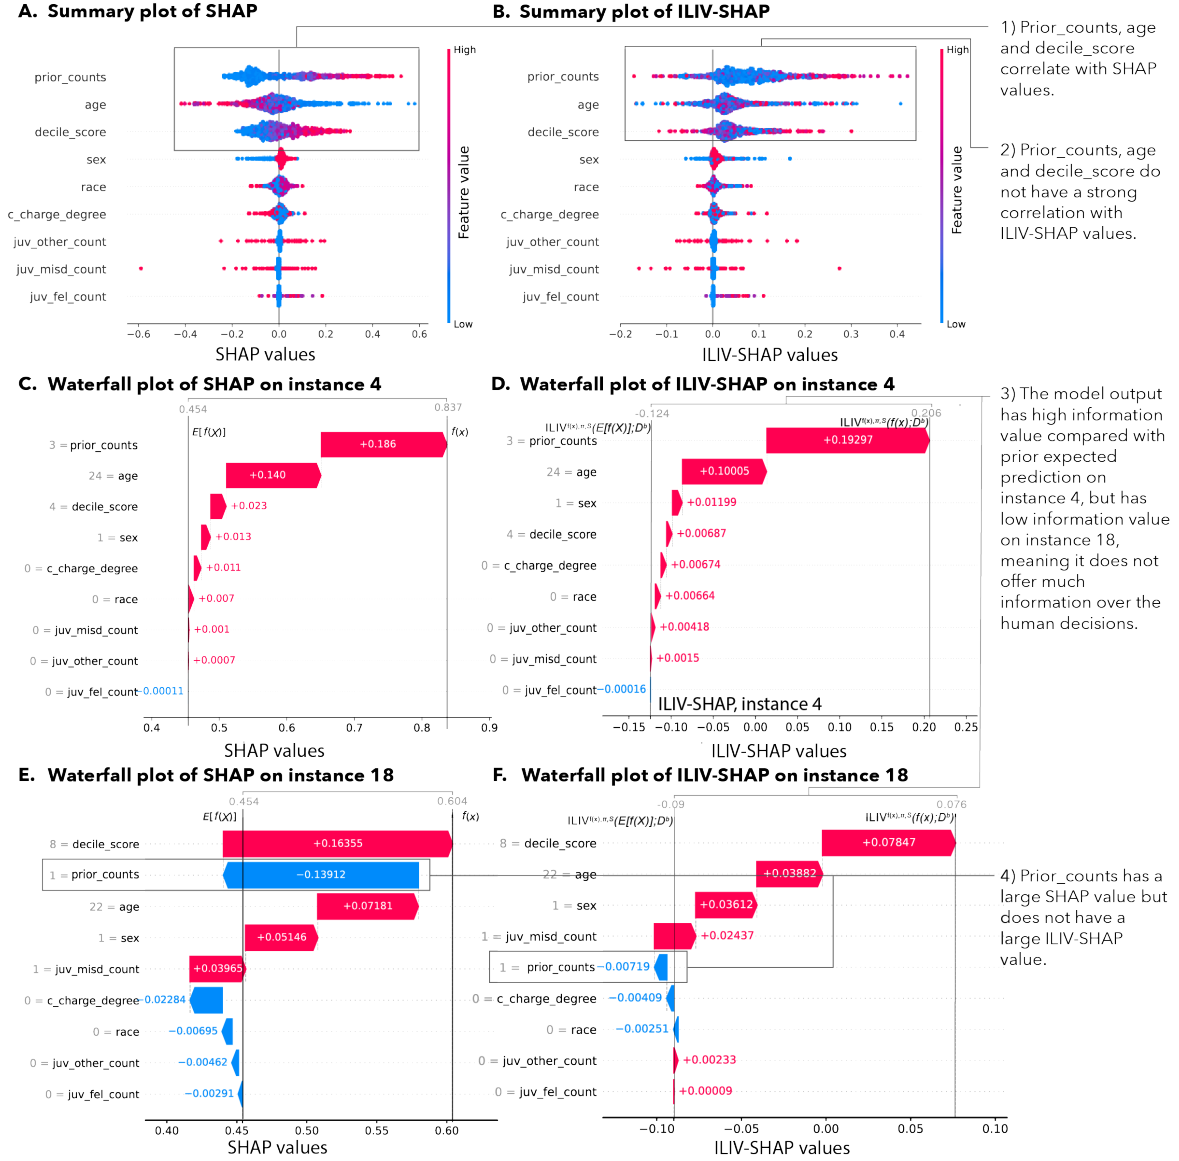 A. Summary plot of SHAP
B. Summary plot of ILIV-SHAP
prior_counts
age
decile_score
sex
race
c_charge_degree
juv_other_count
juv_misd_count
juv_fel_count
−0.6 −0.4 −0.2 0.0 0.2 0.4 0.6
SHAP values
High
Feature value
Low
prior_counts
age
decile_score
sex
race
c_charge_degree
juv_other_count
juv_misd_count
juv_fel_count
−0.2 −0.1 0.0 0.1 0.2 0.3 0.4
ILIV-SHAP values
High
Feature value
Low
1) Prior_counts, age
and decile_score
correlate with SHAP
values.
2) Prior_counts, age
and decile_score do
not have a strong
correlation with
ILIV-SHAP values.
C. Waterfall plot of SHAP on instance 4
0.454 0.837
E[f(X)] f(x)
3 = prior_counts +0.186
24 = age +0.140
4 = decile_score +0.023
1 = sex +0.013
0 = c_charge_degree +0.011
0 = race +0.007
0 = juv_misd_count +0.001
0 = juv_other_count +0.0007
0 = juv_fel_count −0.00011
0.4 0.5 0.6 0.7 0.8 0.9
SHAP values
D. Waterfall plot of ILIV-SHAP on instance 4
-0.124 0.206
ILIV^f(x),π,S(E[f(X)];D^b) ILIV^f(x),π,S(f(x);D^b)
3 = prior_counts +0.19297
24 = age +0.10005
1 = sex +0.01199
4 = decile_score +0.00687
0 = c_charge_degree +0.00674
0 = race +0.00664
0 = juv_other_count +0.00418
0 = juv_misd_count +0.0015
0 = juv_fel_count −0.00016
ILIV-SHAP, instance 4
−0.15 −0.10 −0.05 0.00 0.05 0.10 0.15 0.20 0.25
ILIV-SHAP values
3) The model output
has high information
value compared with
prior expected
prediction on
instance 4, but has
low information value
on instance 18,
meaning it does not
offer much
information over the
human decisions.
E. Waterfall plot of SHAP on instance 18
0.454 0.604
E[f(X)] f(x)
8 = decile_score +0.16355
1 = prior_counts −0.13912
22 = age +0.07181
1 = sex +0.05146
1 = juv_misd_count +0.03965
0 = c_charge_degree −0.02284
0 = race −0.00695
0 = juv_other_count −0.00462
0 = juv_fel_count −0.00291
0.40 0.45 0.50 0.55 0.60
SHAP values
F. Waterfall plot of ILIV-SHAP on instance 18
-0.09 0.076
ILIV^f(x),π,S(E[f(X)];D^b) ILIV^f(x),π,S(f(x);D^b)
8 = decile_score +0.07847
22 = age +0.03882
1 = sex +0.03612
1 = juv_misd_count +0.02437
1 = prior_counts −0.00719
0 = c_charge_degree −0.00409
0 = race −0.00251
0 = juv_other_count +0.00233
0 = juv_fel_count +0.00009
−0.10 −0.05 0.00 0.05 0.10
ILIV-SHAP values
4) Prior_counts has a
large SHAP value but
does not have a
large ILIV-SHAP
value.